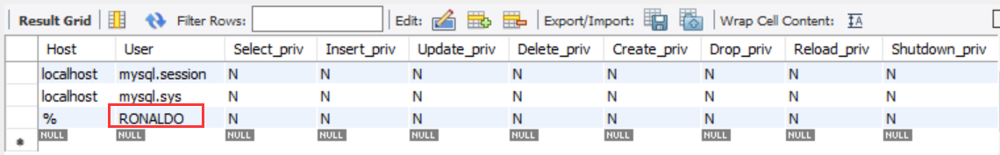 Result Grid Filter Rows: Edit: Export/Import: Wrap Cell Content: IA
Host User Select_priv Insert_priv Update_priv Delete_priv Create_priv Drop_priv Reload_priv Shutdown_priv
localhost mysql.session N N N N N N N N
localhost mysql.sys N N N N N N N N
% RONALDO N N N N N N N N
* NULL NULL NULL NULL NULL NULL NULL NULL NULL NULL